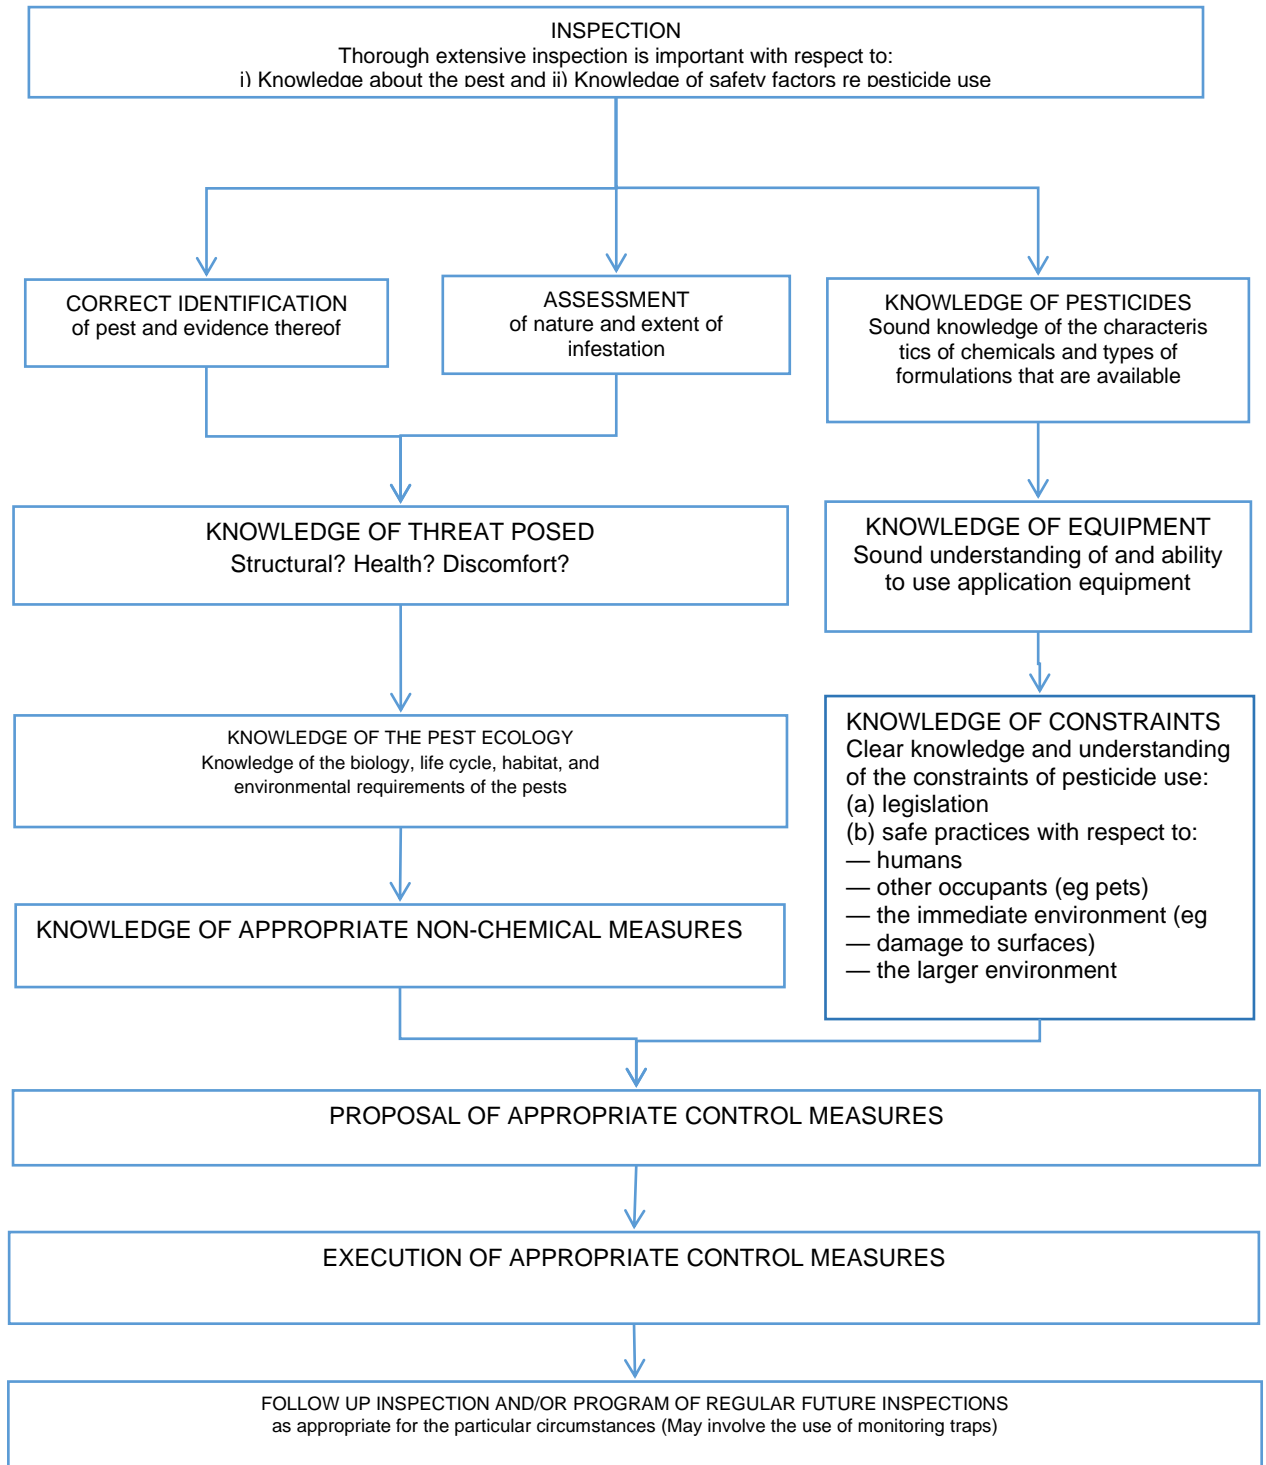 INSPECTION
Thorough extensive inspection is important with respect to:
i) Knowledge about the pest and ii) Knowledge of safety factors re pesticide use
CORRECT IDENTIFICATION
of pest and evidence thereof
ASSESSMENT
of nature and extent of
infestation
KNOWLEDGE OF PESTICIDES
Sound knowledge of the characteris
tics of chemicals and types of
formulations that are available
KNOWLEDGE OF THREAT POSED
Structural? Health? Discomfort?
KNOWLEDGE OF EQUIPMENT
Sound understanding of and ability
to use application equipment
KNOWLEDGE OF THE PEST ECOLOGY
Knowledge of the biology, life cycle, habitat, and
environmental requirements of the pests
KNOWLEDGE OF CONSTRAINTS
Clear knowledge and understanding
of the constraints of pesticide use:
(a) legislation
(b) safe practices with respect to:
— humans
— other occupants (eg pets)
— the immediate environment (eg
— damage to surfaces)
— the larger environment
KNOWLEDGE OF APPROPRIATE NON-CHEMICAL MEASURES
PROPOSAL OF APPROPRIATE CONTROL MEASURES
EXECUTION OF APPROPRIATE CONTROL MEASURES
FOLLOW UP INSPECTION AND/OR PROGRAM OF REGULAR FUTURE INSPECTIONS
as appropriate for the particular circumstances (May involve the use of monitoring traps)